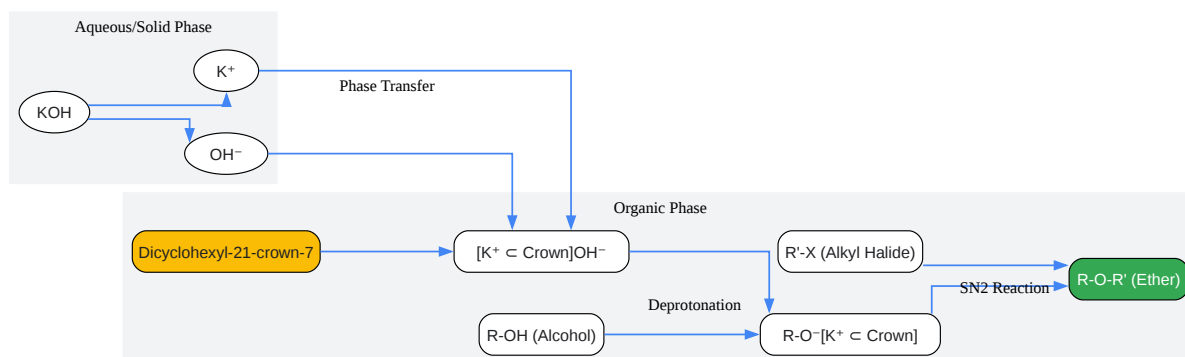 Aqueous/Solid Phase
K⁺
Phase Transfer
KOH
OH⁻
Organic Phase
Dicyclohexyl-21-crown-7
[K⁺ ⊂ Crown]OH⁻
R'-X (Alkyl Halide)
R-O-R' (Ether)
SN2 Reaction
Deprotonation
R-OH (Alcohol)
R-O⁻[K⁺ ⊂ Crown]